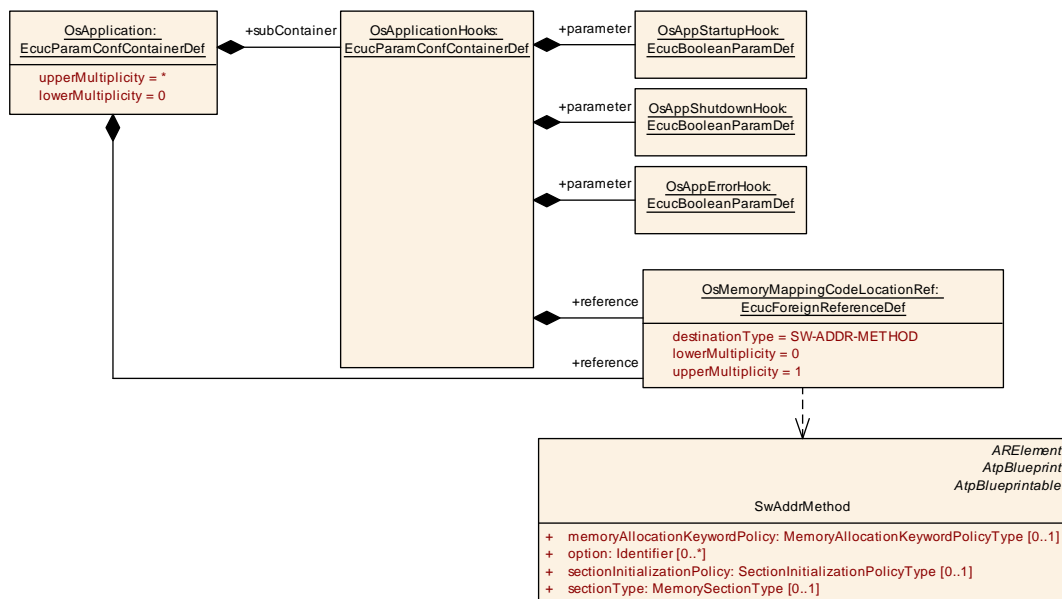 OsApplication:
EcucParamConfContainerDef
upperMultiplicity = *
lowerMultiplicity = 0
+subContainer
OsApplicationHooks:
EcucParamConfContainerDef
+parameter
OsAppStartupHook:
EcucBooleanParamDef
+parameter
OsAppShutdownHook:
EcucBooleanParamDef
+parameter
OsAppErrorHook:
EcucBooleanParamDef
+reference
OsMemoryMappingCodeLocationRef:
EcucForeignReferenceDef
destinationType = SW-ADDR-METHOD
lowerMultiplicity = 0
upperMultiplicity = 1
+reference
ARElement
AtpBlueprint
AtpBlueprintable
SwAddrMethod
+ memoryAllocationKeywordPolicy: MemoryAllocationKeywordPolicyType [0..1]
+ option: Identifier [0..*]
+ sectionInitializationPolicy: SectionInitializationPolicyType [0..1]
+ sectionType: MemorySectionType [0..1]